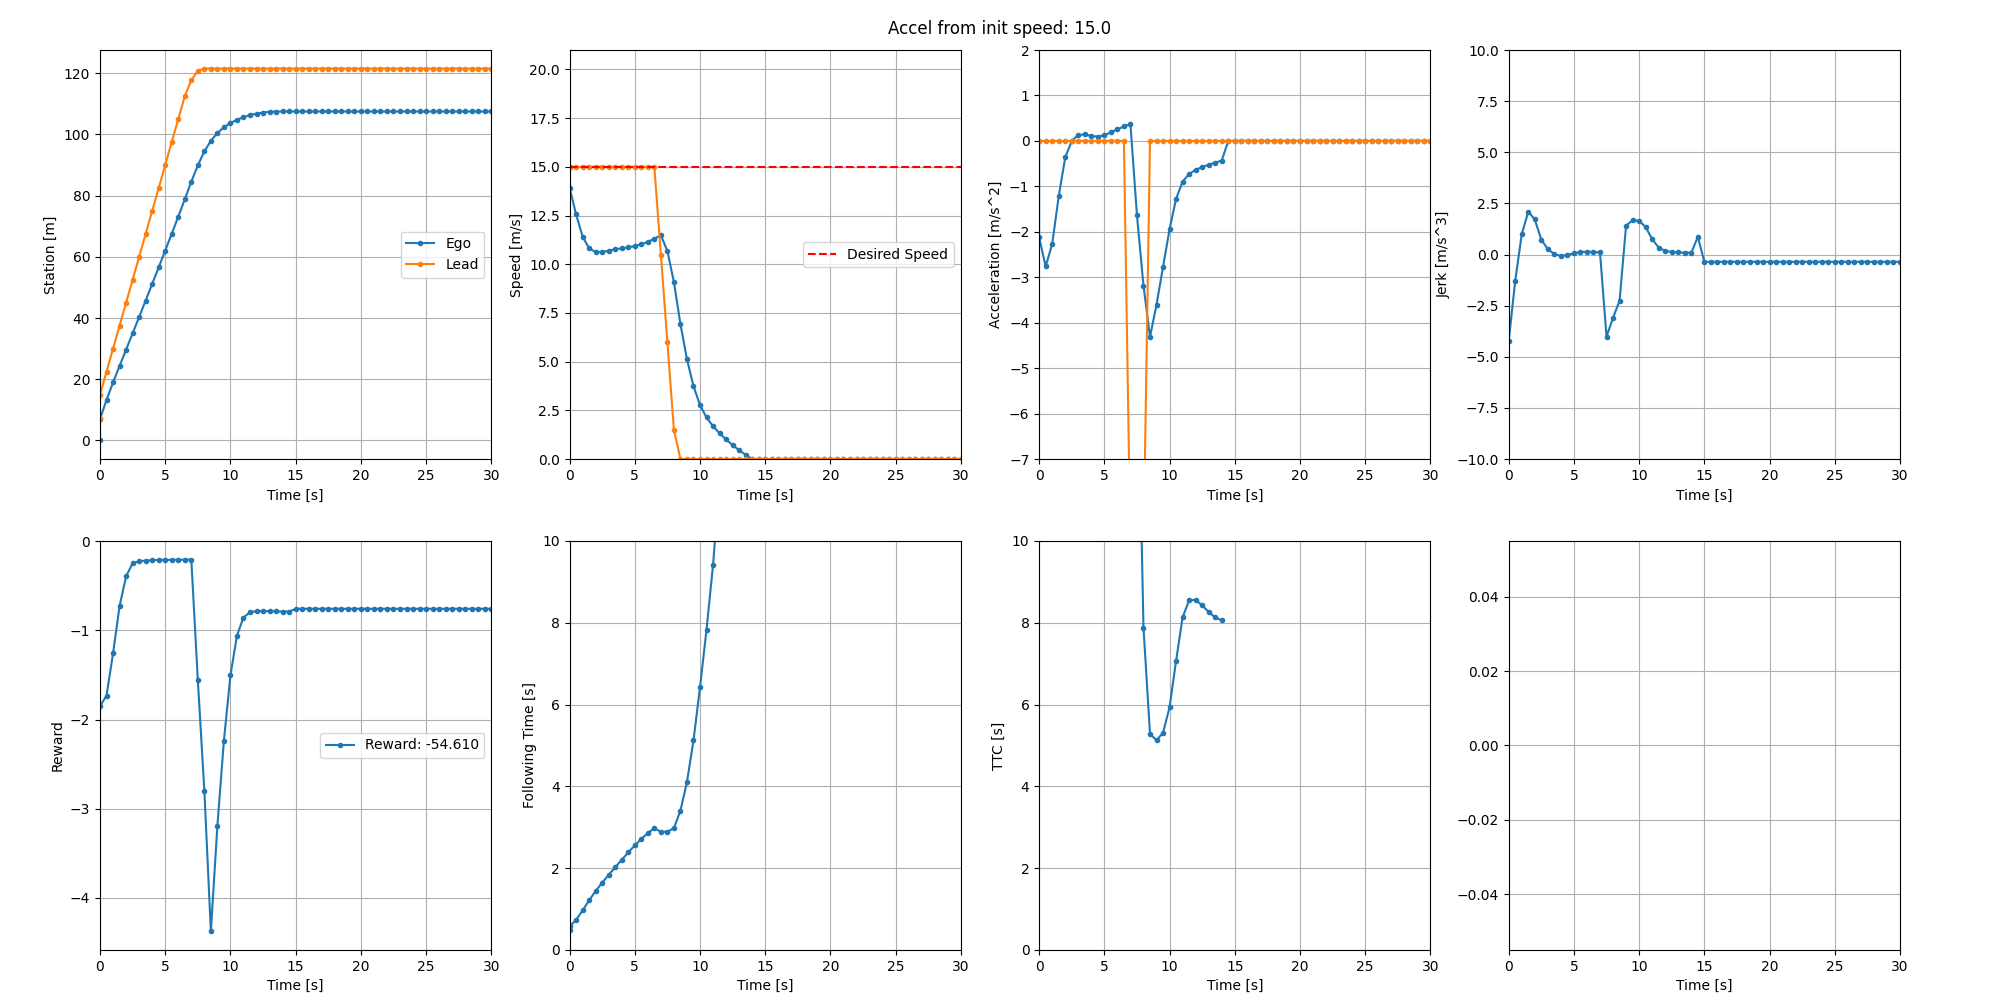 Accel from init speed: 15.0
Station [m]
120
100
80
60
40
20
0
Ego
Lead
0 5 10 15 20 25 30
Time [s]
Speed [m/s]
20.0
17.5
15.0
12.5
10.0
7.5
5.0
2.5
0.0
Desired Speed
0 5 10 15 20 25 30
Time [s]
Acceleration [m/s^2]
2
1
0
−1
−2
−3
−4
−5
−6
−7
0 5 10 15 20 25 30
Time [s]
Jerk [m/s^3]
10.0
7.5
5.0
2.5
0.0
−2.5
−5.0
−7.5
−10.0
0 5 10 15 20 25 30
Time [s]
Reward
0
−1
−2
−3
−4
Reward: -54.610
0 5 10 15 20 25 30
Time [s]
Following Time [s]
10
8
6
4
2
0
0 5 10 15 20 25 30
Time [s]
TTC [s]
10
8
6
4
2
0
0 5 10 15 20 25 30
Time [s]
0.04
0.02
0.00
−0.02
−0.04
0 5 10 15 20 25 30
Time [s]